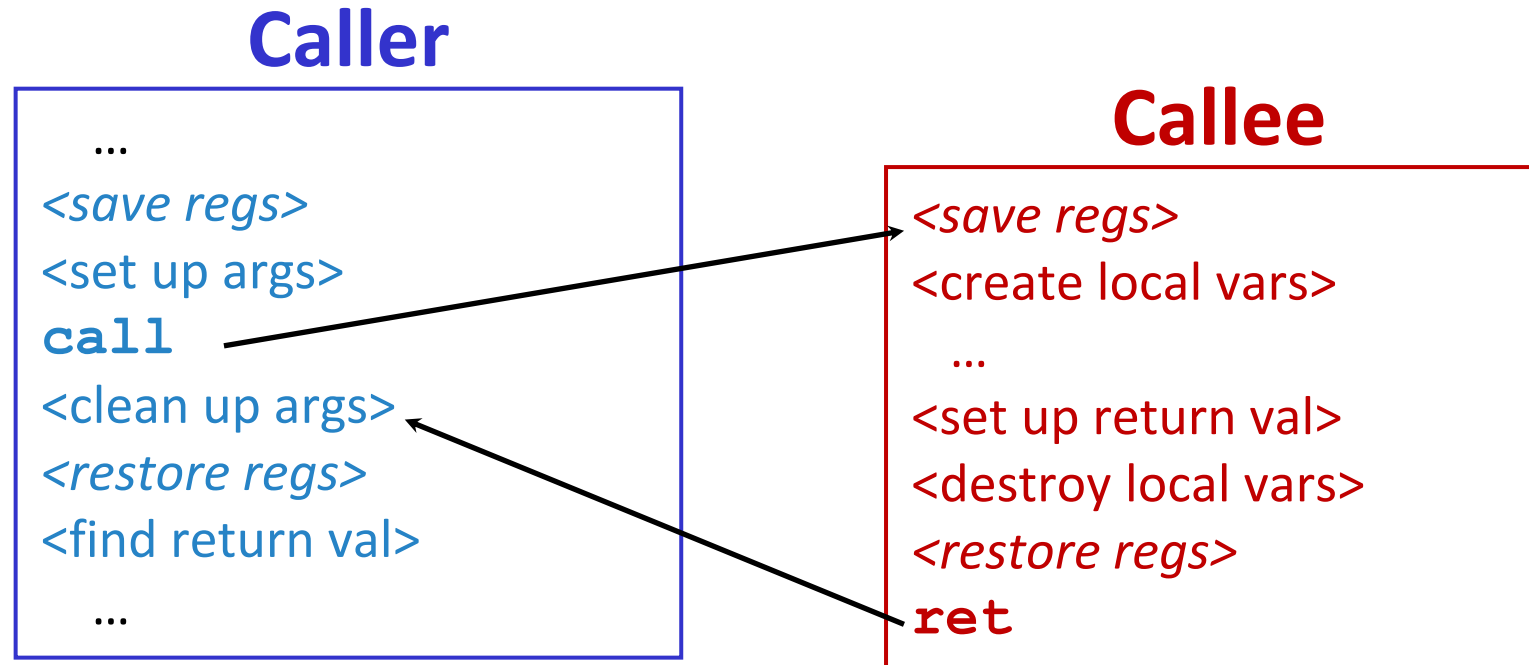 Caller
...
<save regs>
<set up args>
call
<clean up args>
<restore regs>
<find return val>
...
Callee
<save regs>
<create local vars>
...
<set up return val>
<destroy local vars>
<restore regs>
ret